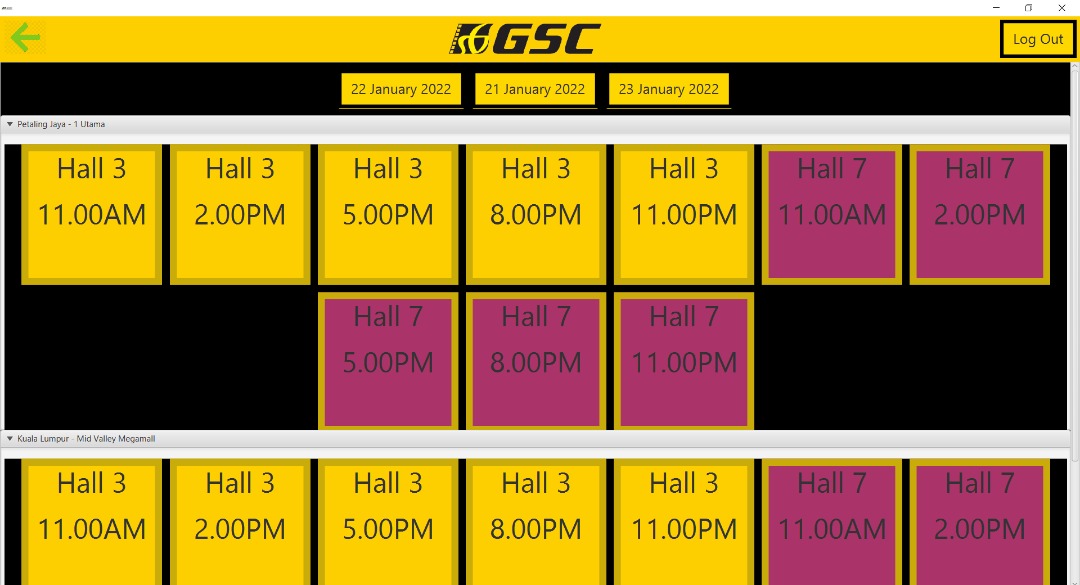 GSC
Log Out
22 January 2022
21 January 2022
23 January 2022
Petaling Jaya - 1 Utama
Hall 3
11.00AM
Hall 3
2.00PM
Hall 3
5.00PM
Hall 3
8.00PM
Hall 3
11.00PM
Hall 7
11.00AM
Hall 7
2.00PM
Hall 7
5.00PM
Hall 7
8.00PM
Hall 7
11.00PM
Kuala Lumpur - Mid Valley Megamall
Hall 3
11.00AM
Hall 3
2.00PM
Hall 3
5.00PM
Hall 3
8.00PM
Hall 3
11.00PM
Hall 7
11.00AM
Hall 7
2.00PM